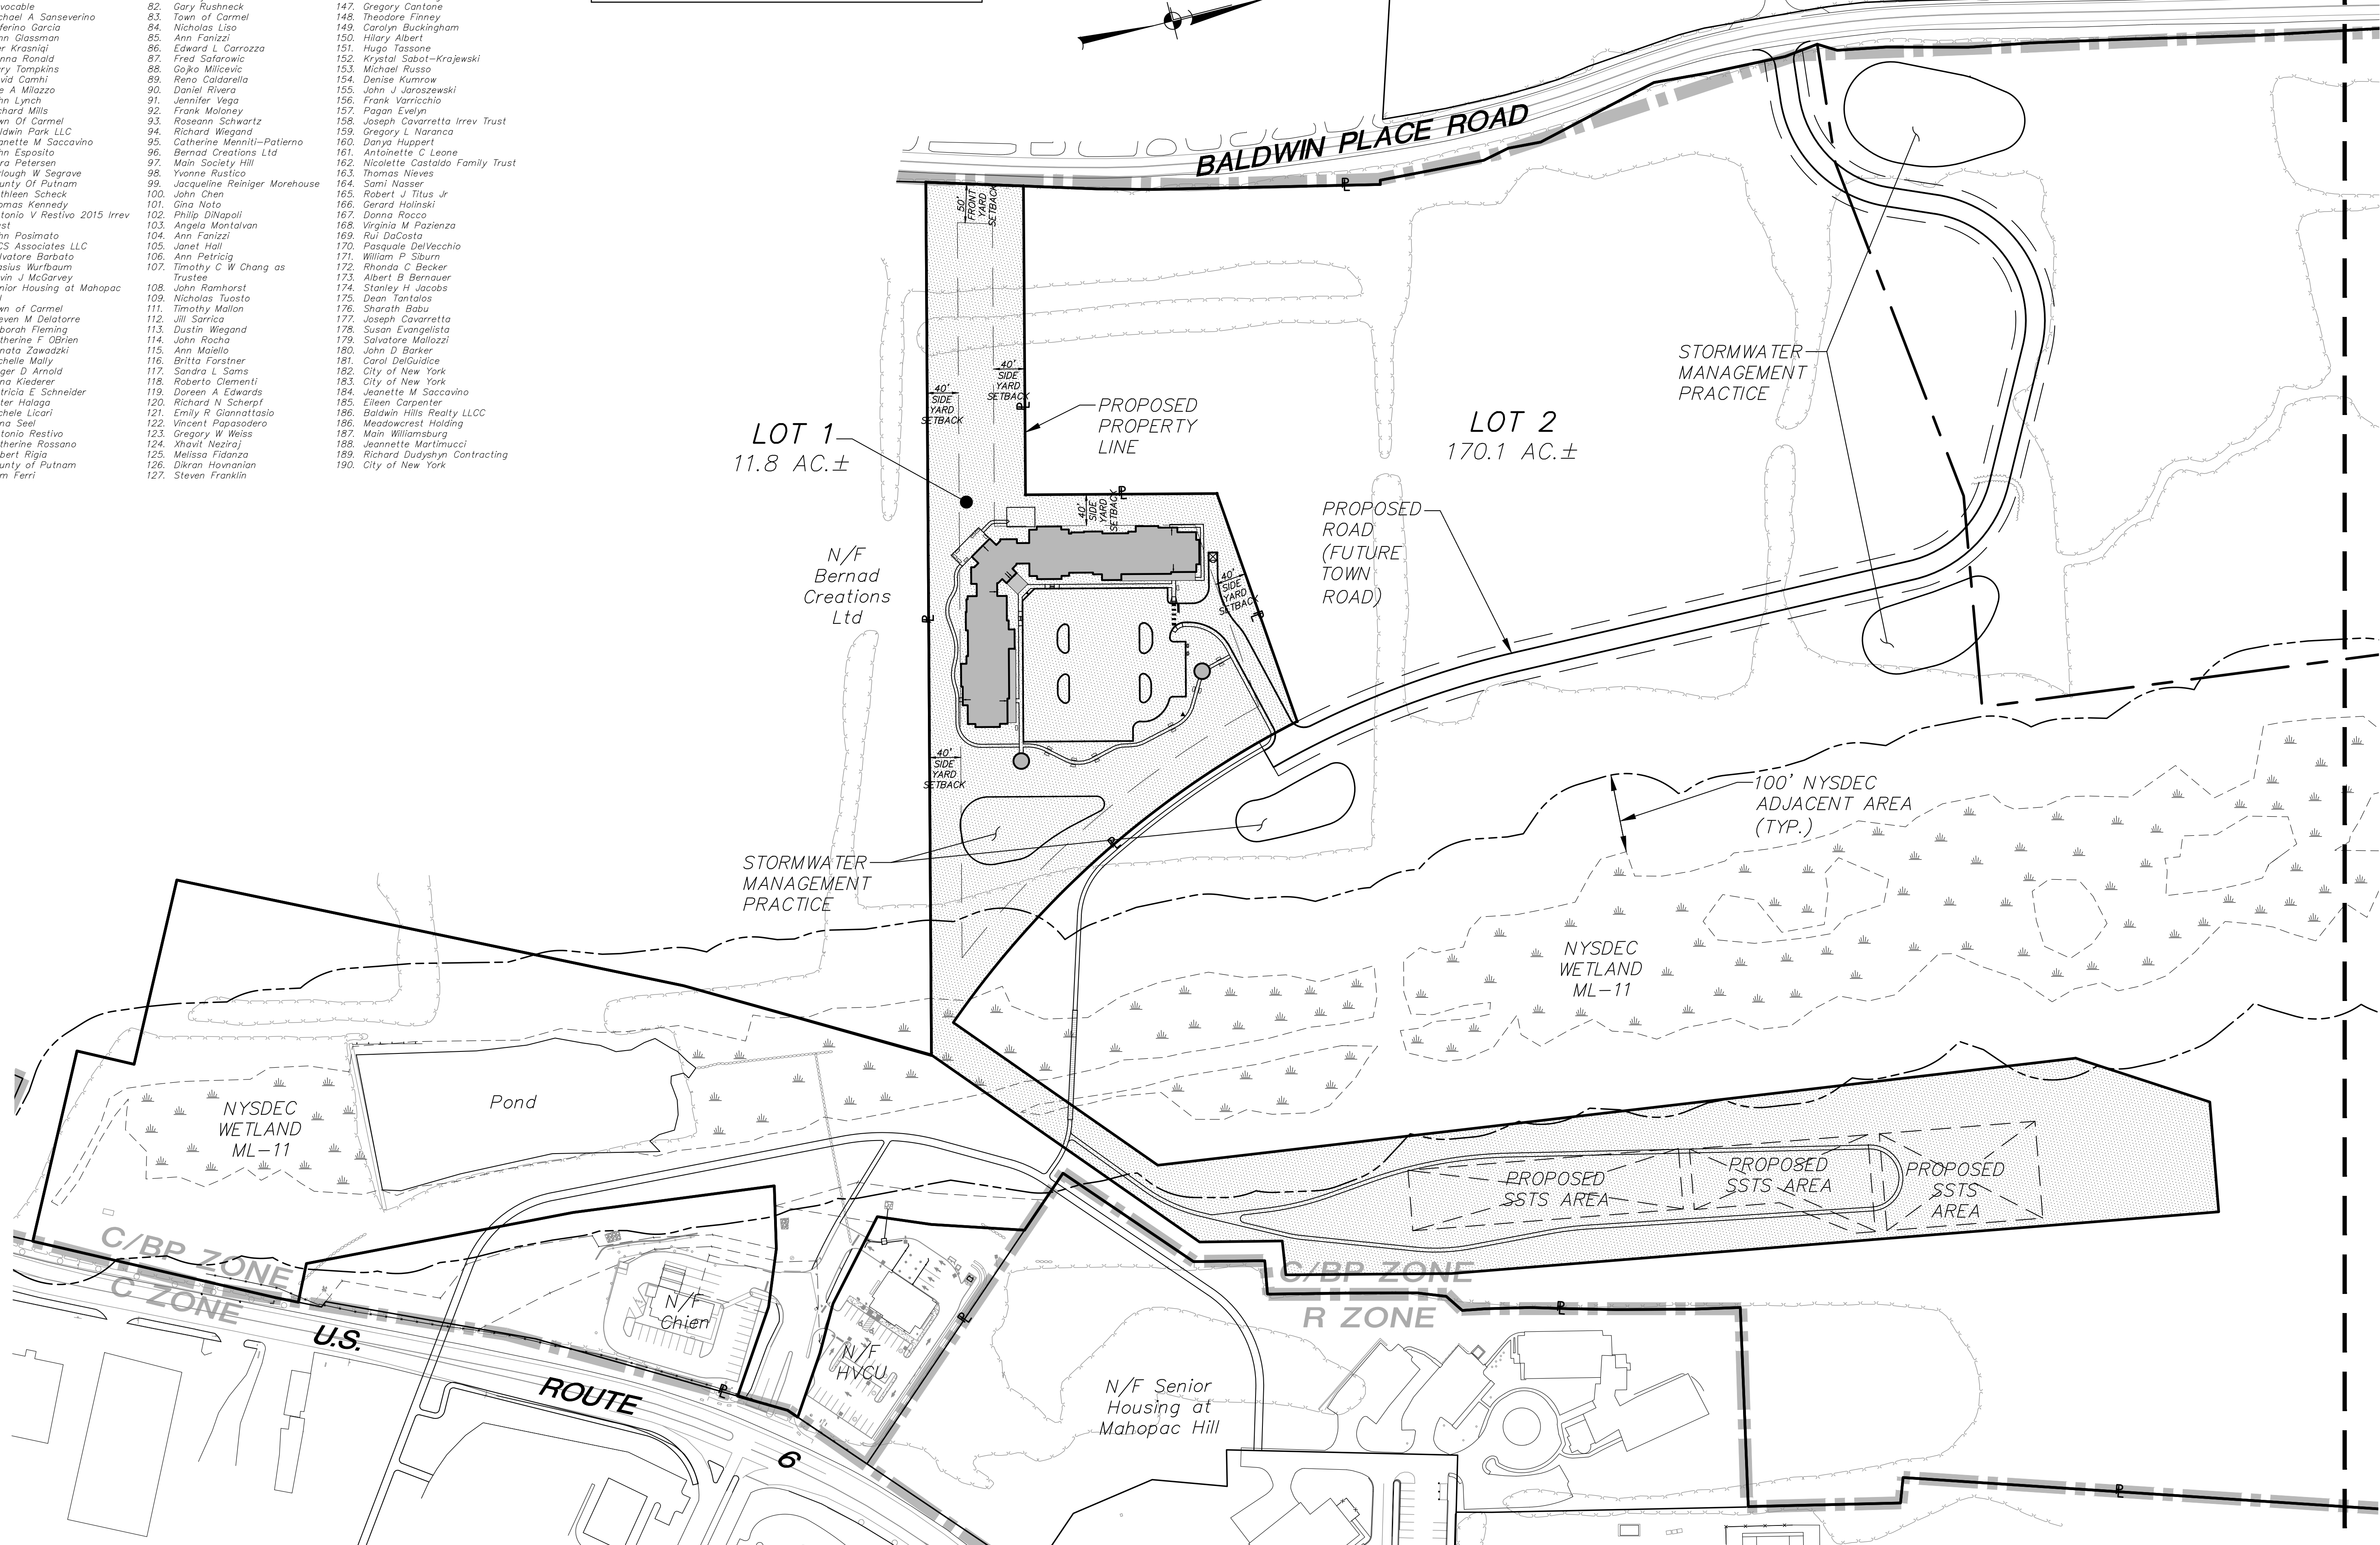 82. Gary Rushneck
83. Town of Carmel
84. Nicholas Liso
85. Ann Fanizzi
86. Edward L Carrozza
87. Fred Safarowic
88. Gojko Milicevic
89. Reno Caldarella
90. Daniel Rivera
91. Jennifer Vega
92. Frank Moloney
93. Roseann Schwartz
94. Richard Wiegand
95. Catherine Menniti-Patierno
96. Bernad Creations Ltd
97. Main Society Hill
98. Yvonne Rustico
99. Jacqueline Reiniger Morehouse
100. John Chen
101. Gina Noto
102. Philip DiNapoli
103. Angela Montalvan
104. Ann Fanizzi
105. Janet Hall
106. Ann Petricig
107. Timothy C W Chang as
Trustee
108. John Ramhorst
109. Nicholas Tuosto
111. Timothy Mallon
112. Jill Sarrica
113. Dustin Wiegand
114. John Rocha
115. Ann Maiello
116. Britta Forstner
117. Sandra L Sams
118. Roberto Clementi
119. Doreen A Edwards
120. Richard N Scherpf
121. Emily R Giannattasio
122. Vincent Papasodero
123. Gregory W Weiss
124. Xhavit Neziraj
125. Melissa Fidanza
126. Dikran Hovnanian
127. Steven Franklin
147. Gregory Cantone
148. Theodore Finney
149. Carolyn Buckingham
150. Hilary Albert
151. Hugo Tassone
152. Krystal Sabot-Krajewski
153. Michael Russo
154. Denise Kumrow
155. John J Jaroszewski
156. Frank Varricchio
157. Pagan Evelyn
158. Joseph Cavarretta Irrev Trust
159. Gregory L Naranca
160. Danya Huppert
161. Antoinette C Leone
162. Nicolette Castaldo Family Trust
163. Thomas Nieves
164. Sami Nasser
165. Robert J Titus Jr
166. Gerard Holinski
167. Donna Rocco
168. Virginia M Pazienza
169. Rui DaCosta
170. Pasquale DelVecchio
171. William P Siburn
172. Rhonda C Becker
173. Albert B Bernauer
174. Stanley H Jacobs
175. Dean Tantalos
176. Sharath Babu
177. Joseph Cavarretta
178. Susan Evangelista
179. Salvatore Mallozzi
180. John D Barker
181. Carol DelGuidice
182. City of New York
183. City of New York
184. Jeanette M Saccavino
185. Eileen Carpenter
186. Baldwin Hills Realty LLCC
186. Meadowcrest Holding
187. Main Williamsburg
188. Jeannette Martimucci
189. Richard Dudyshyn Contracting
190. City of New York
BALDWIN PLACE ROAD
50'
FRONT
YARD
SETBACK
40'
SIDE
YARD
SETBACK
40'
SIDE
YARD
SETBACK
PROPOSED
PROPERTY
LINE
LOT 1
11.8 AC.±
LOT 2
170.1 AC.±
STORMWATER
MANAGEMENT
PRACTICE
40'
SIDE
YARD
SETBACK
PROPOSED
ROAD
(FUTURE
TOWN
ROAD)
N/F
Bernad
Creations
Ltd
40'
SIDE
YARD
SETBACK
40'
SIDE
YARD
SETBACK
100' NYSDEC
ADJACENT AREA
(TYP.)
STORMWATER
MANAGEMENT
PRACTICE
NYSDEC
WETLAND
ML-11
NYSDEC
WETLAND
ML-11
Pond
PROPOSED
SSTS AREA
PROPOSED
SSTS AREA
PROPOSED
SSTS
AREA
C/BP ZONE
C ZONE
C/BP ZONE
R ZONE
N/F
Chien
N/F
HVCU
N/F Senior
Housing at
Mahopac Hill
U.S.
ROUTE
6